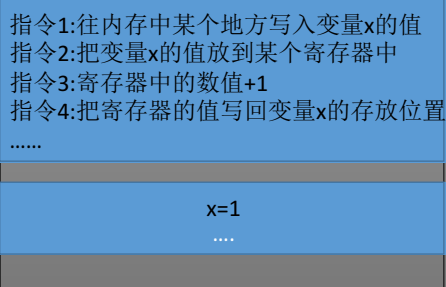 指令1:往内存中某个地方写入变量x的值
指令2:把变量x的值放到某个寄存器中
指令3:寄存器中的数值+1
指令4:把寄存器的值写回变量x的存放位置
......
x=1
....